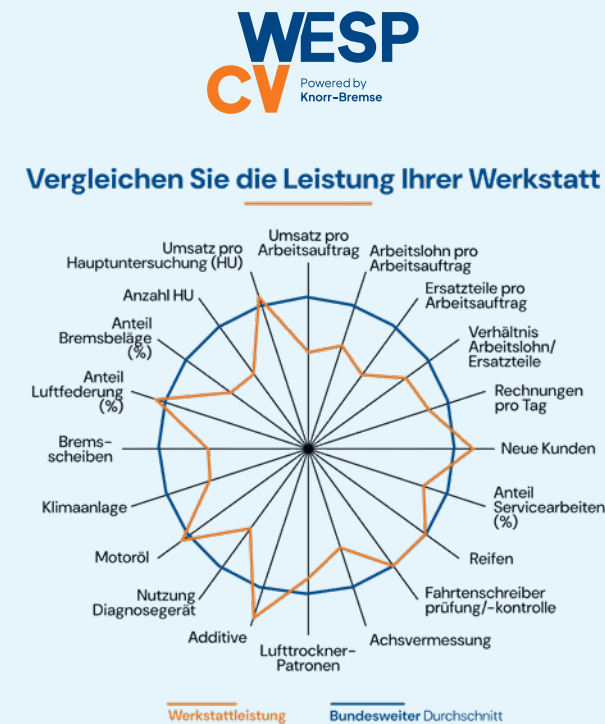 WESP
CV
Powered by
Knorr-Bremse
Vergleichen Sie die Leistung Ihrer Werkstatt
Umsatz pro
Arbeitsauftrag
Arbeitslohn pro
Arbeitsauftrag
Ersatzteile pro
Arbeitsauftrag
Verhältnis
Arbeitslohn/
Ersatzteile
Rechnungen
pro Tag
Neue Kunden
Anteil
Servicearbeiten
(%)
Reifen
Fahrtenschreiber
prüfung/-kontrolle
Achsvermessung
Lufttrockner-
Patronen
Additive
Nutzung
Diagnosegerät
Motoröl
Klimaanlage
Brems-
scheiben
Anteil
Luftfederung
(%)
Anteil
Bremsbeläge
(%)
Anzahl HU
Umsatz pro
Hauptuntersuchung (HU)
Werkstattleistung
Bundesweiter Durchschnitt